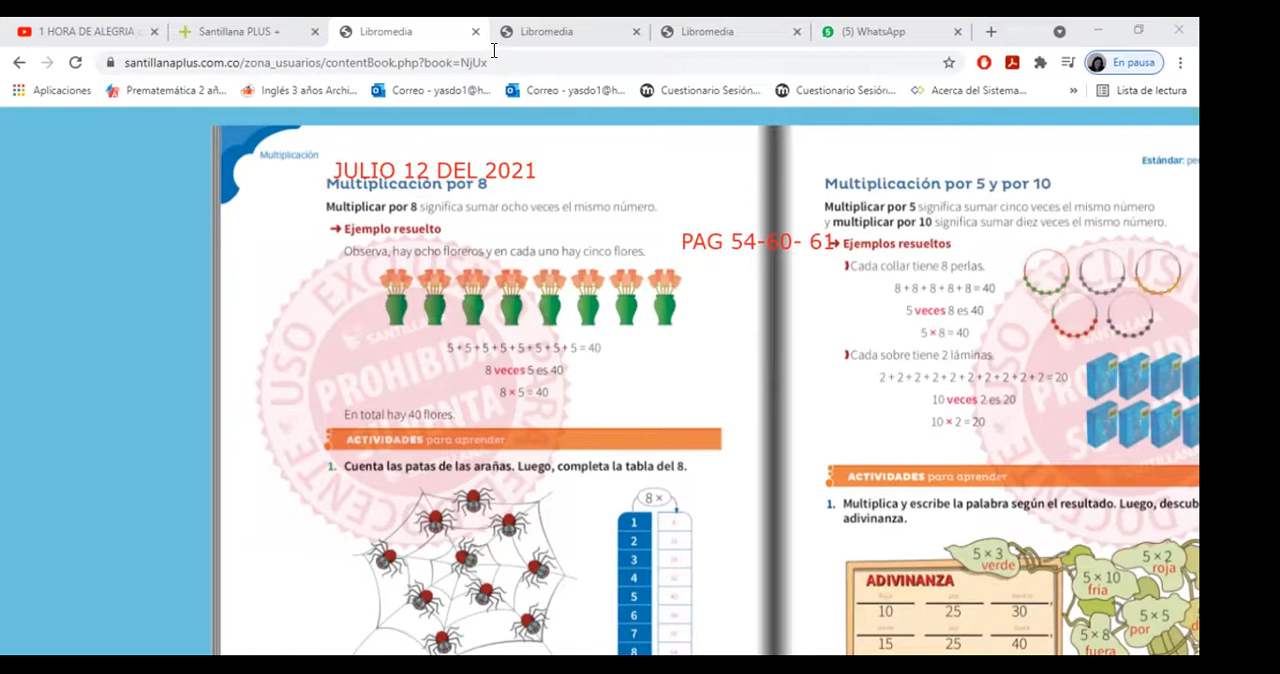 1 HORA DE ALEGRIA
Santillana PLUS +
Libromedia
Libromedia
Libromedia
(5) WhatsApp
santillanaplus.com.co/zona_usuarios/contentBook.php?book=NjUx
En pausa
Aplicaciones
Prematemática 2 añ...
Inglés 3 años Archi...
Correo - yasdo1@h...
Correo - yasdo1@h...
Cuestionario Sesión...
Cuestionario Sesión...
Acerca del Sistema...
»
Lista de lectura
Multiplicación
JULIO 12 DEL 2021
Multiplicación por 8
Multiplicar por 8 significa sumar ocho veces el mismo número.
Ejemplo resuelto
Observa, hay ocho floreros y en cada uno hay cinco flores.
5+5+5+5+5+5+5+5=40
8 veces 5 es 40
8 × 5 = 40
En total hay 40 flores.
ACTIVIDADES para aprender
1. Cuenta las patas de las arañas. Luego, completa la tabla del 8.
8 ×
1
2
3
4
5
6
7
8
PAG 54-60- 61
Estándar: pe
Multiplicación por 5 y por 10
Multiplicar por 5 significa sumar cinco veces el mismo número
y multiplicar por 10 significa sumar diez veces el mismo número.
Ejemplos resueltos
Cada collar tiene 8 perlas.
8+8+8+8+8=40
5 veces 8 es 40
5 × 8 = 40
Cada sobre tiene 2 láminas.
2+2+2+2+2+2+2+2+2+2=20
10 veces 2 es 20
10 × 2 = 20
ACTIVIDADES para aprender
1. Multiplica y escribe la palabra según el resultado. Luego, descub
adivinanza.
ADIVINANZA
10 25 30,
15 25 40
5 × 3
verde
5 × 2
roja
5 × 10
fría
5 × 5
por
5 × 8
fuera
USO EXCLUSIV
PROHIBIDA
DOCENTE